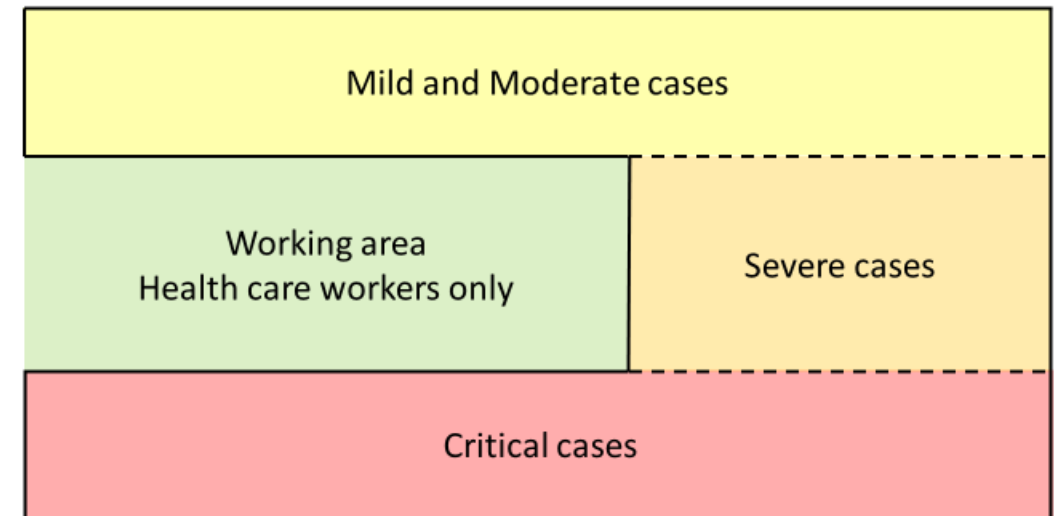 Mild and Moderate cases
Working area
Health care workers only
Severe cases
Critical cases